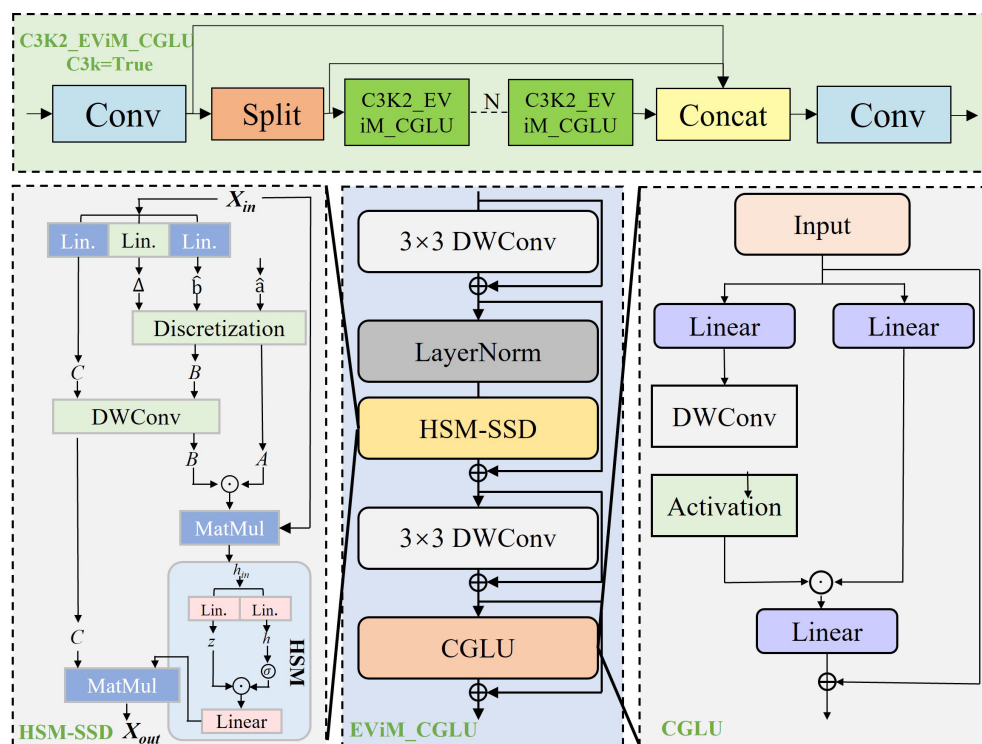 C3K2_EViM_CGLU
C3k=True
Conv
Split
C3K2_EV
iM_CGLU
N
C3K2_EV
iM_CGLU
Concat
Conv
X_in
Lin.
Lin.
Lin.
Δ
b̂
â
Discretization
C
B
DWConv
B
A
MatMul
h_in
Lin.
Lin.
z
h
σ
HSM
Linear
C
MatMul
HSM-SSD
X_out
3×3 DWConv
LayerNorm
HSM-SSD
3×3 DWConv
CGLU
EViM_CGLU
Input
Linear
Linear
DWConv
Activation
Linear
CGLU